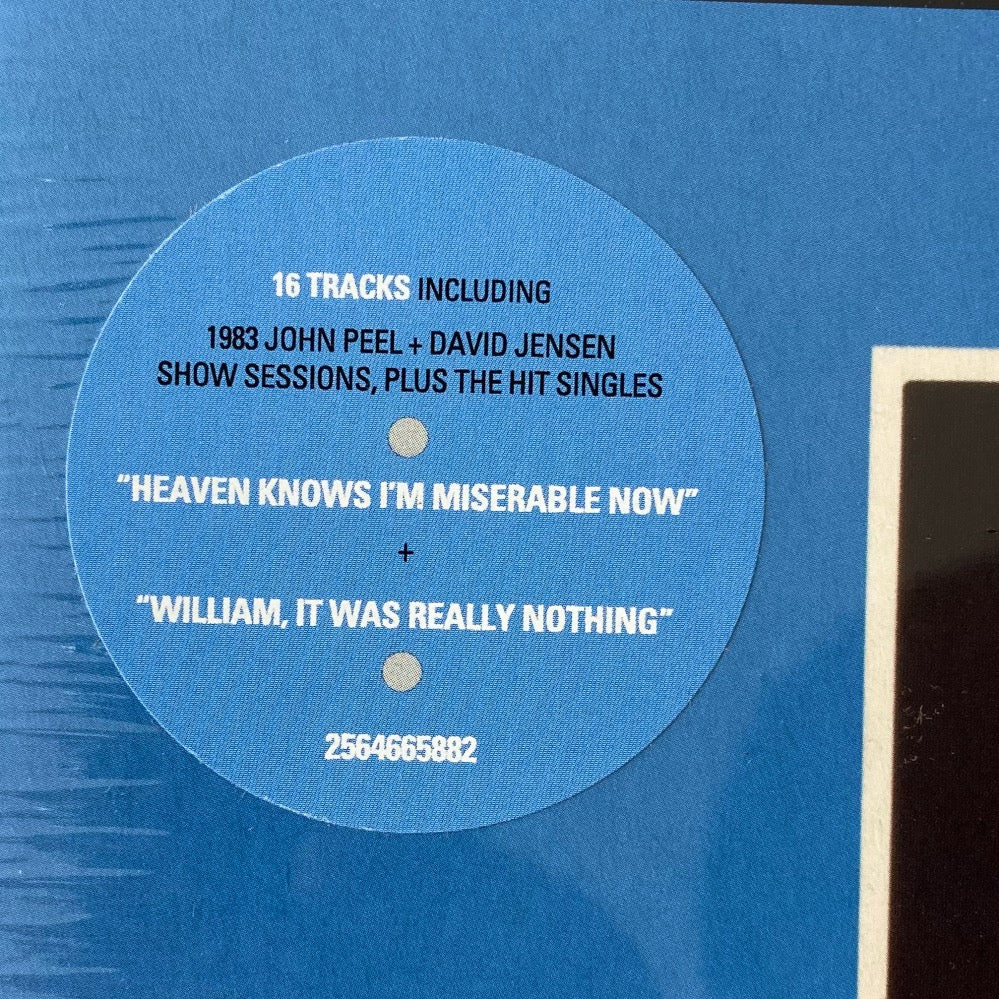 16 TRACKS INCLUDING
1983 JOHN PEEL + DAVID JENSEN
SHOW SESSIONS, PLUS THE HIT SINGLES
"HEAVEN KNOWS I'M MISERABLE NOW"
+
"WILLIAM, IT WAS REALLY NOTHING"
2564665882